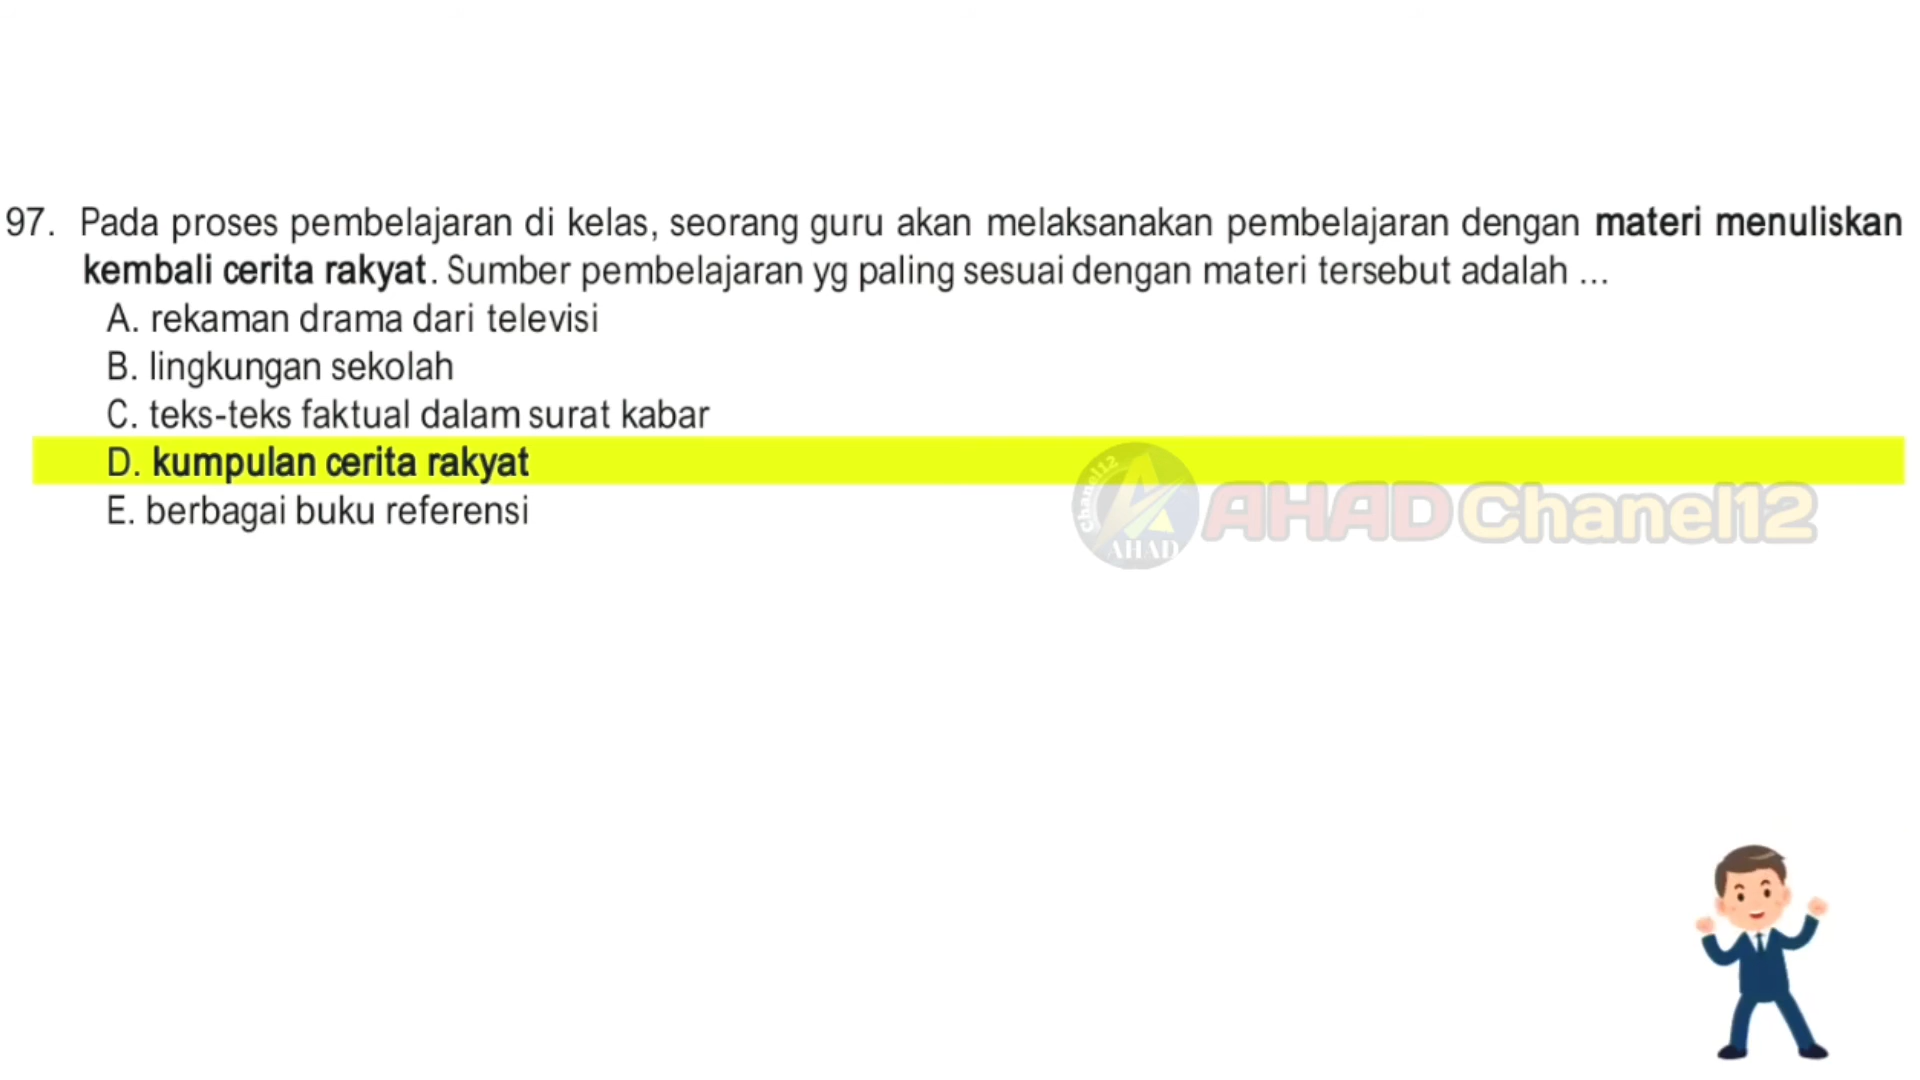 97. Pada proses pembelajaran di kelas, seorang guru akan melaksanakan pembelajaran dengan materi menuliskan
kembali cerita rakyat. Sumber pembelajaran yg paling sesuai dengan materi tersebut adalah ...
A. rekaman drama dari televisi
B. lingkungan sekolah
C. teks-teks faktual dalam surat kabar
D. kumpulan cerita rakyat
E. berbagai buku referensi
Chanel12
AHAD
AHAD Chanel12